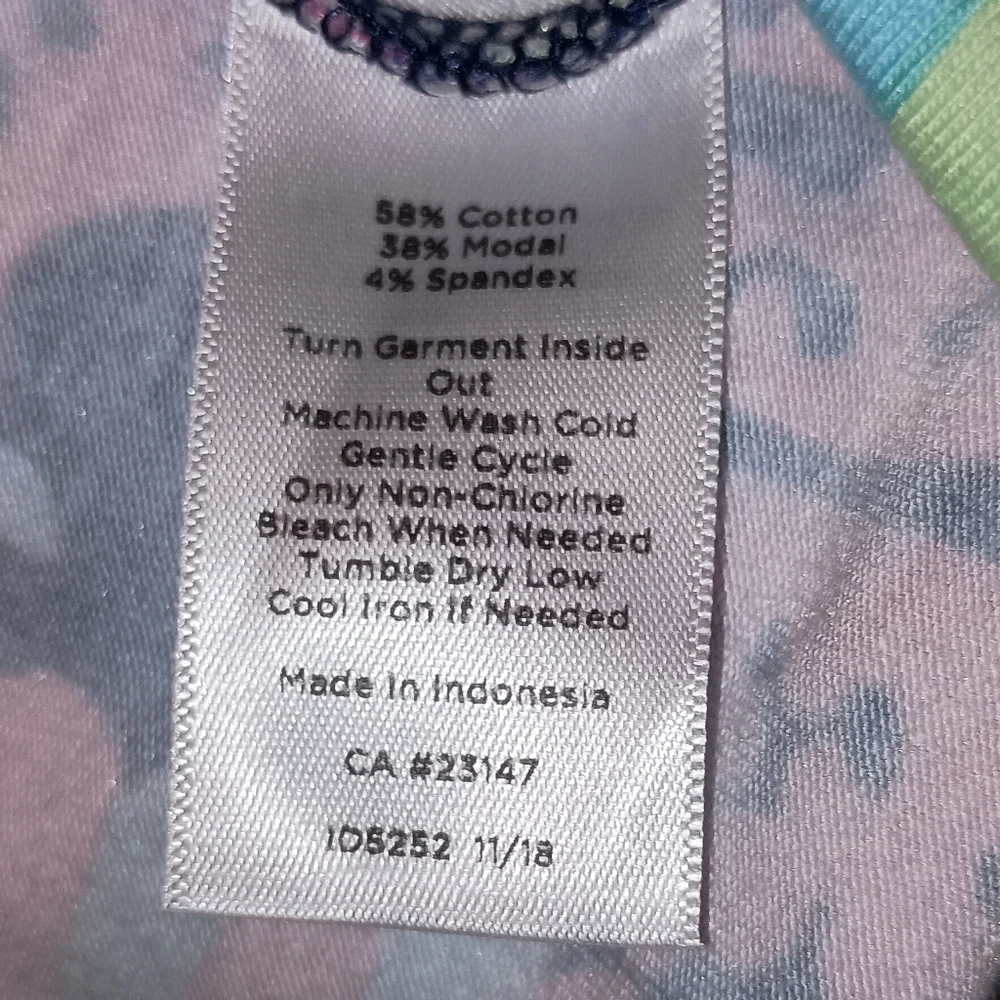 58% Cotton
38% Modal
4% Spandex
Turn Garment Inside
Out
Machine Wash Cold
Gentle Cycle
Only Non-Chlorine
Bleach When Needed
Tumble Dry Low
Cool Iron If Needed
Made In Indonesia
CA #23147
ID5252 11/18